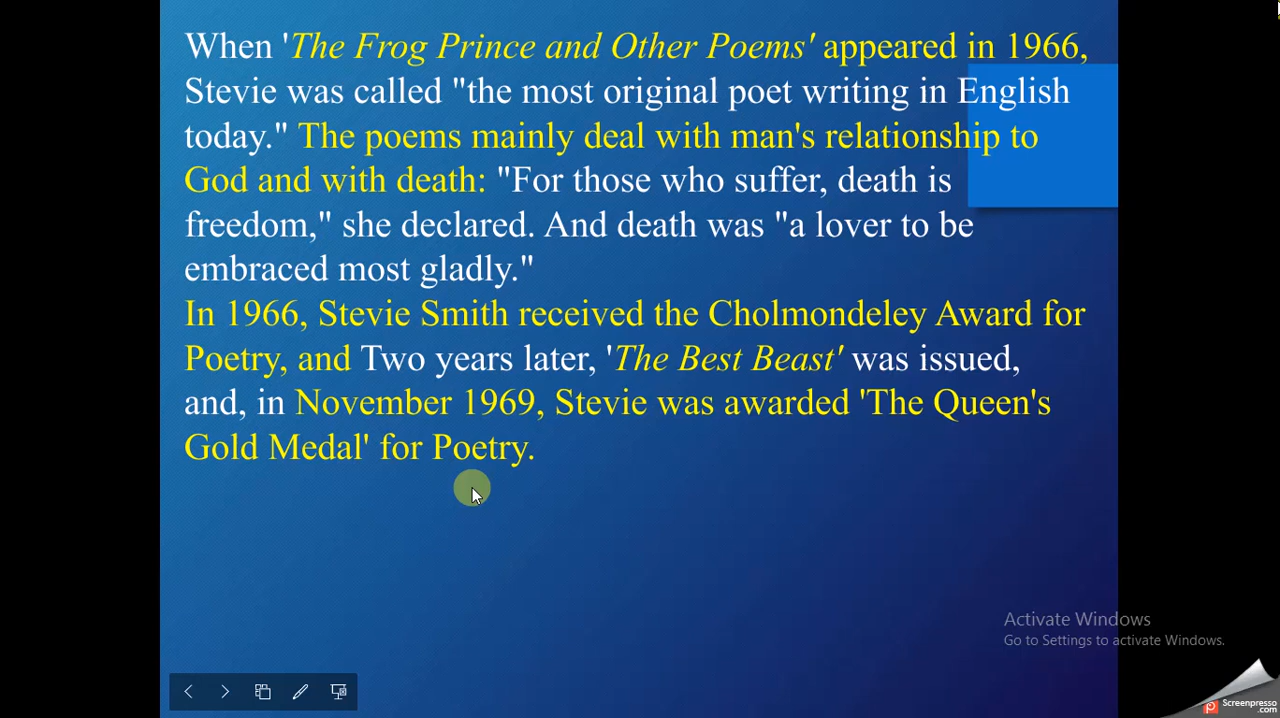 When 'The Frog Prince and Other Poems' appeared in 1966,
Stevie was called "the most original poet writing in English
today." The poems mainly deal with man's relationship to
God and with death: "For those who suffer, death is
freedom," she declared. And death was "a lover to be
embraced most gladly."
In 1966, Stevie Smith received the Cholmondeley Award for
Poetry, and Two years later, 'The Best Beast' was issued,
and, in November 1969, Stevie was awarded 'The Queen's
Gold Medal' for Poetry.
Activate Windows
Go to Settings to activate Windows.
Screenpresso
.com